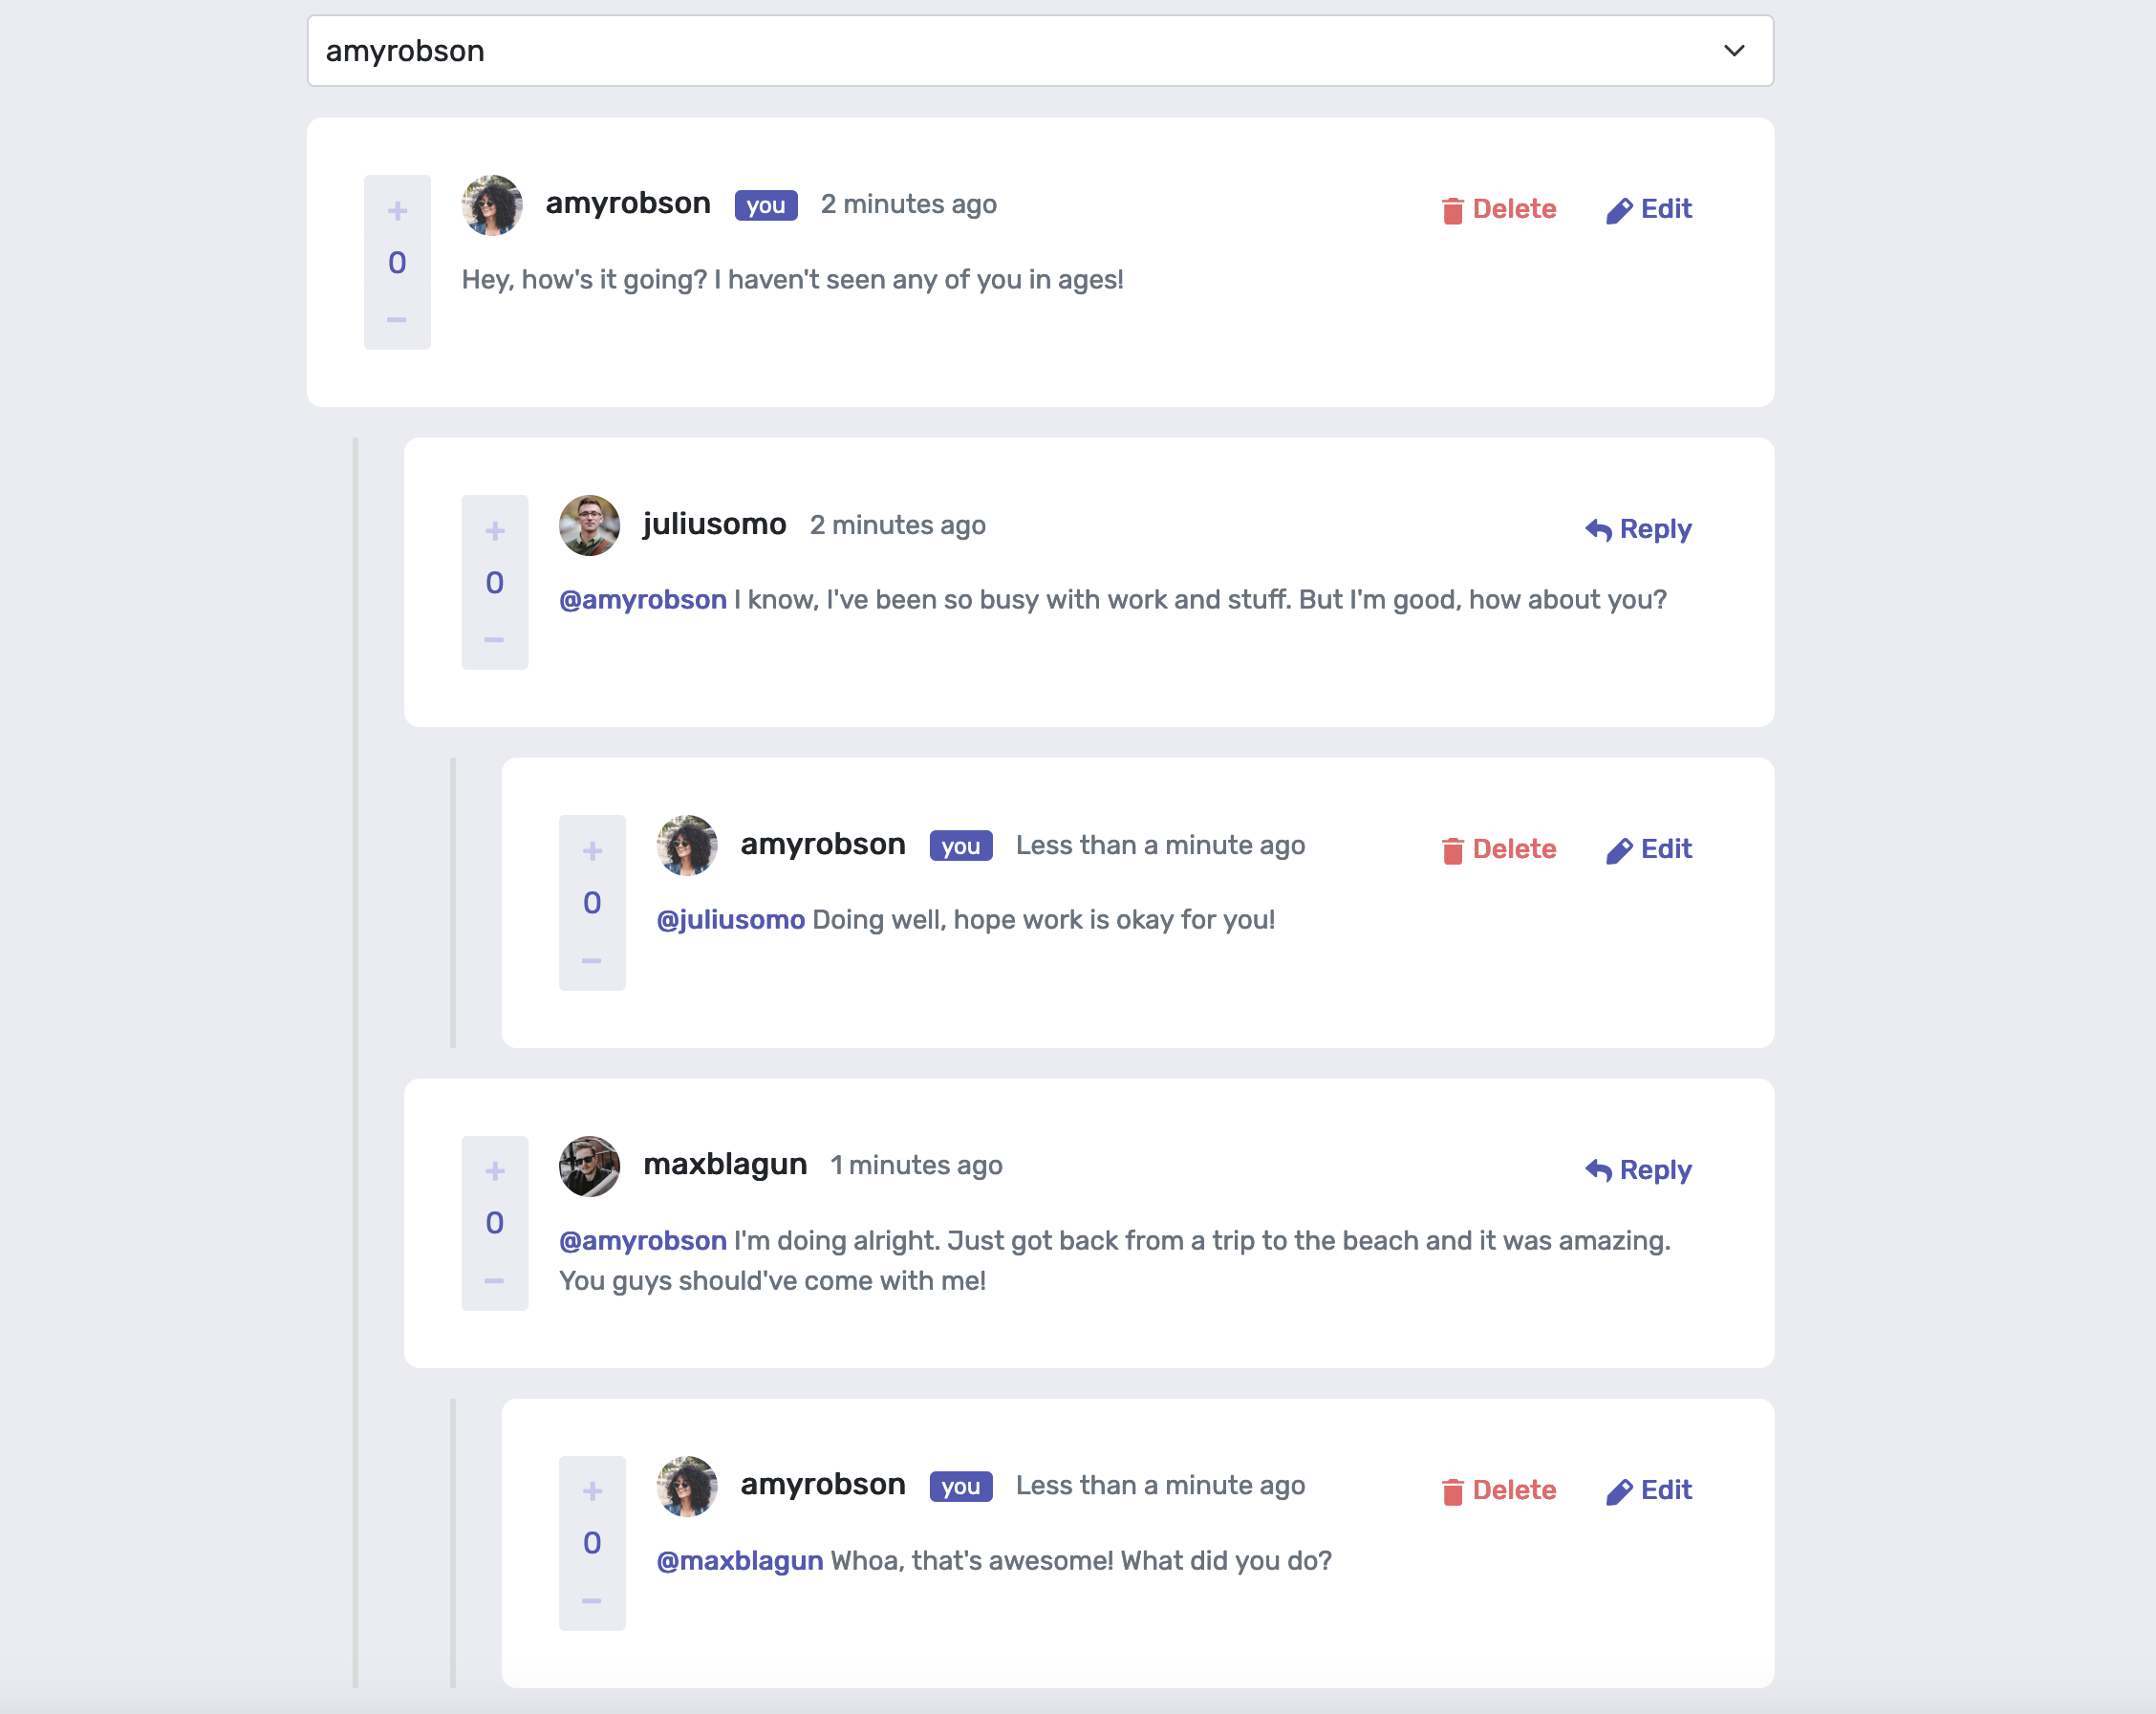 amyrobson
+
0
−
amyrobson you 2 minutes ago
Delete Edit
Hey, how's it going? I haven't seen any of you in ages!
+
0
−
juliusomo 2 minutes ago
Reply
@amyrobson I know, I've been so busy with work and stuff. But I'm good, how about you?
+
0
−
amyrobson you Less than a minute ago
Delete Edit
@juliusomo Doing well, hope work is okay for you!
+
0
−
maxblagun 1 minutes ago
Reply
@amyrobson I'm doing alright. Just got back from a trip to the beach and it was amazing.
You guys should've come with me!
+
0
−
amyrobson you Less than a minute ago
Delete Edit
@maxblagun Whoa, that's awesome! What did you do?